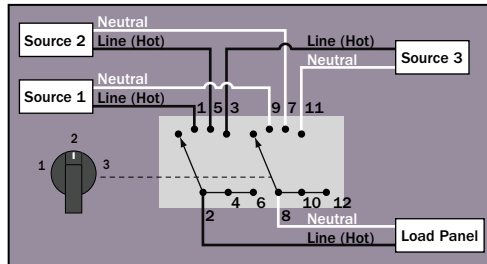 Neutral
Source 2
Line (Hot)
Line (Hot)
Source 3
Neutral
Neutral
Source 1
Line (Hot)
1 5 3 9 7 11
2
1 3
4 6 10 12
2 8
Neutral
Line (Hot)
Load Panel